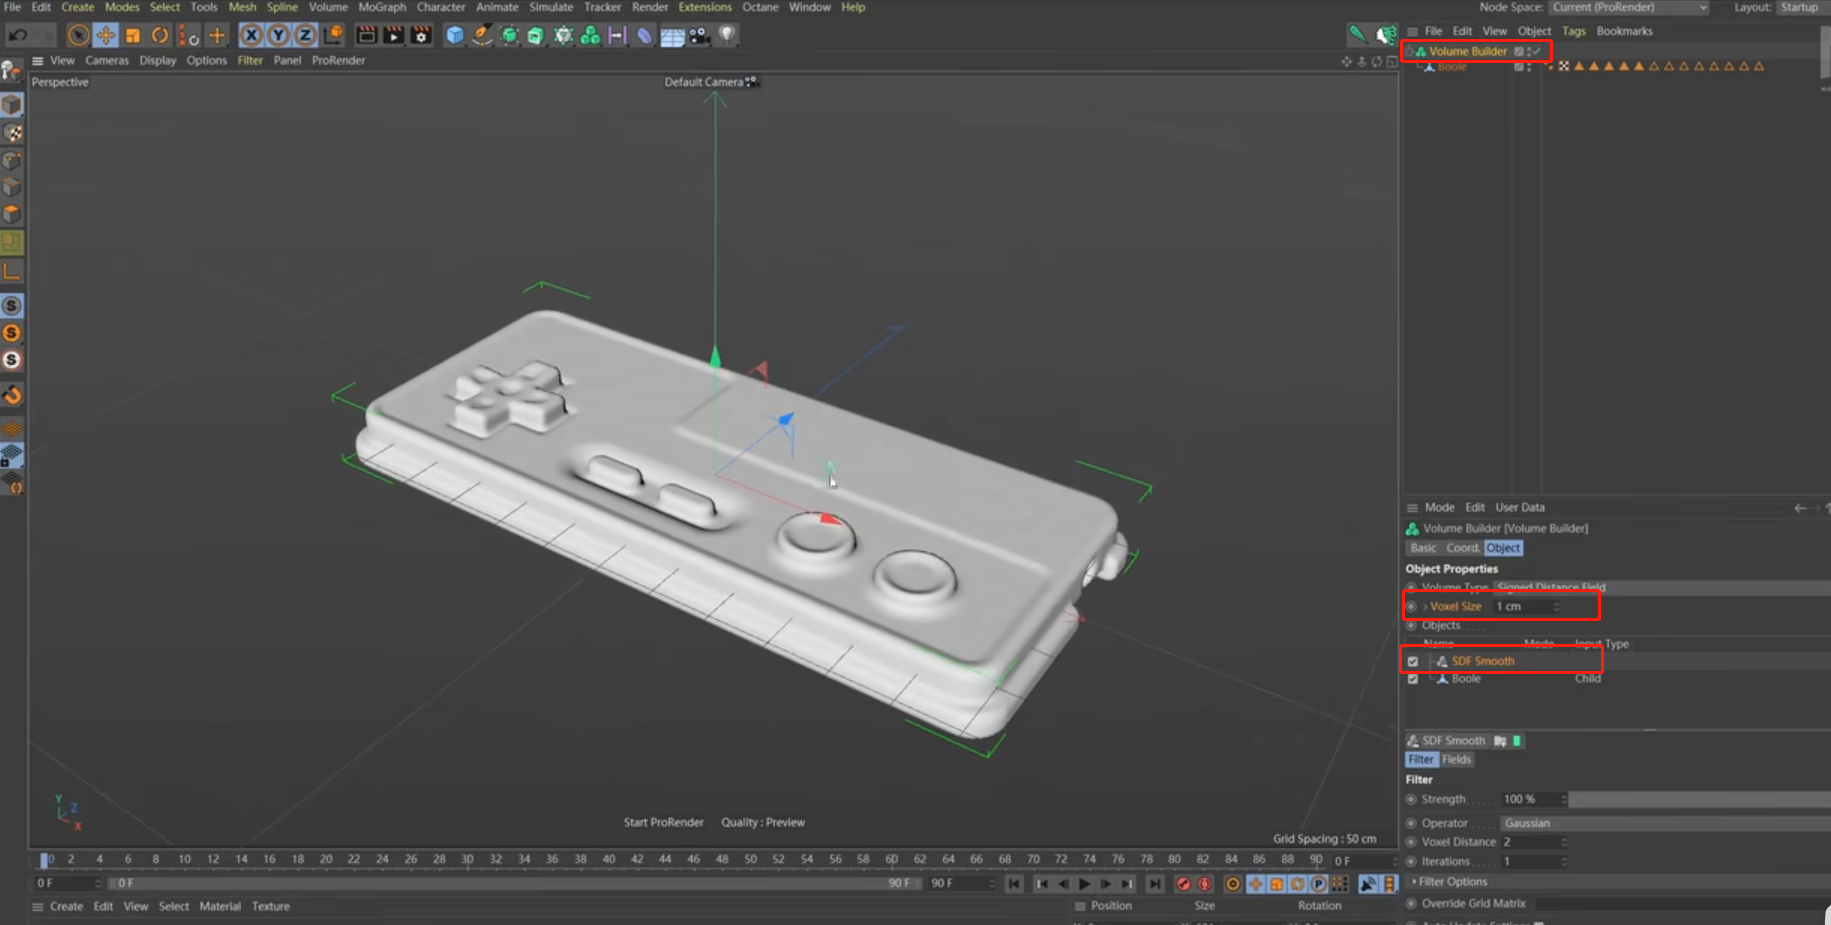 File Edit Create Modes Select Tools Mesh Spline Volume MoGraph Character Animate Simulate Tracker Render Extensions Octane Window Help Node Space: Current (ProRender) Layout: Startup
X Y Z File Edit View Object Tags Bookmarks
View Cameras Display Options Filter Panel ProRender
Volume Builder
Boole
Perspective Default Camera
Mode Edit User Data
Volume Builder [Volume Builder]
Basic Coord. Object
Object Properties
Volume Type Signed Distance Field
Voxel Size 1 cm
Objects
Name Mode Input Type
SDF Smooth
Boole Child
SDF Smooth
Filter Fields
Filter
Strength 100 %
Operator Gaussian
Voxel Distance 2
Iterations 1
Filter Options
Override Grid Matrix
S
S
S
Y
Z
X
Start ProRender Quality : Preview
Grid Spacing : 50 cm
0 2 4 6 8 10 12 14 16 18 20 22 24 26 28 30 32 34 36 38 40 42 44 46 48 50 52 54 56 58 60 62 64 66 68 70 72 74 76 78 80 82 84 86 88 90 0 F
0 F 0 F 90 F 90 F P
Create Edit View Select Material Texture Position Size Rotation